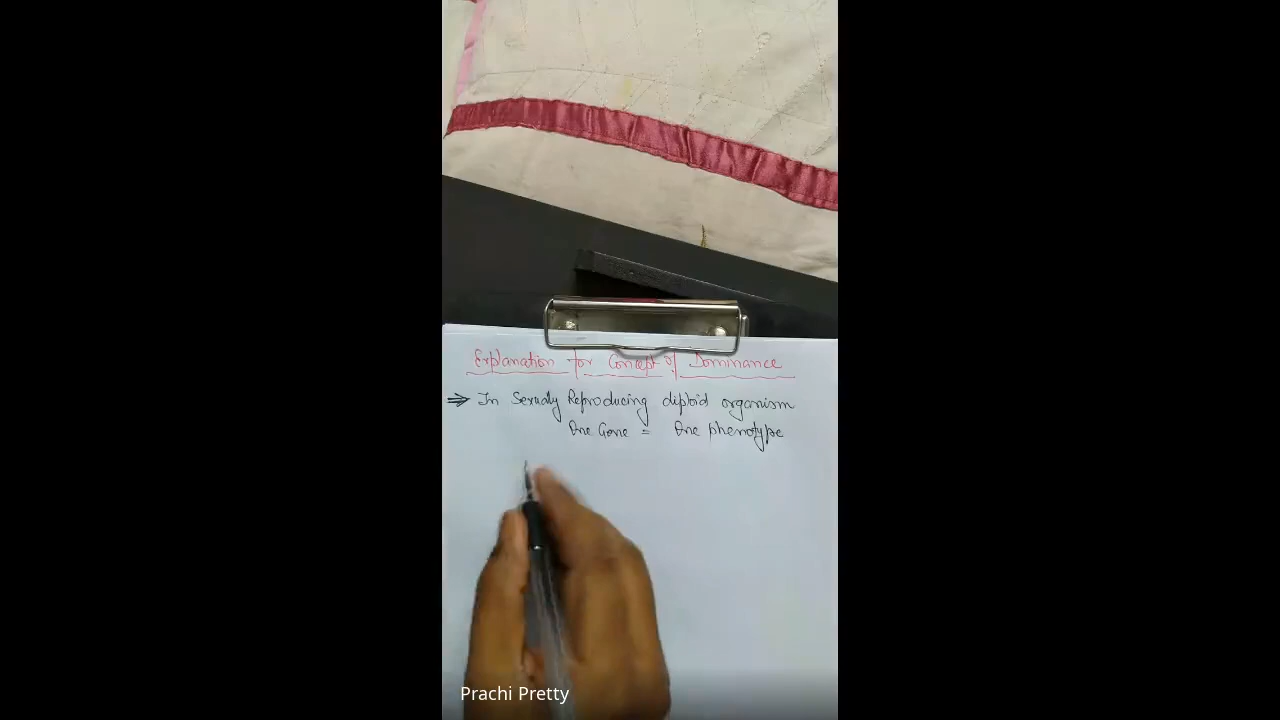 Explanation for Concept of Dominance
⇒ In Sexually Reproducing diploid organism
One Gene = One phenotype
Prachi Pretty